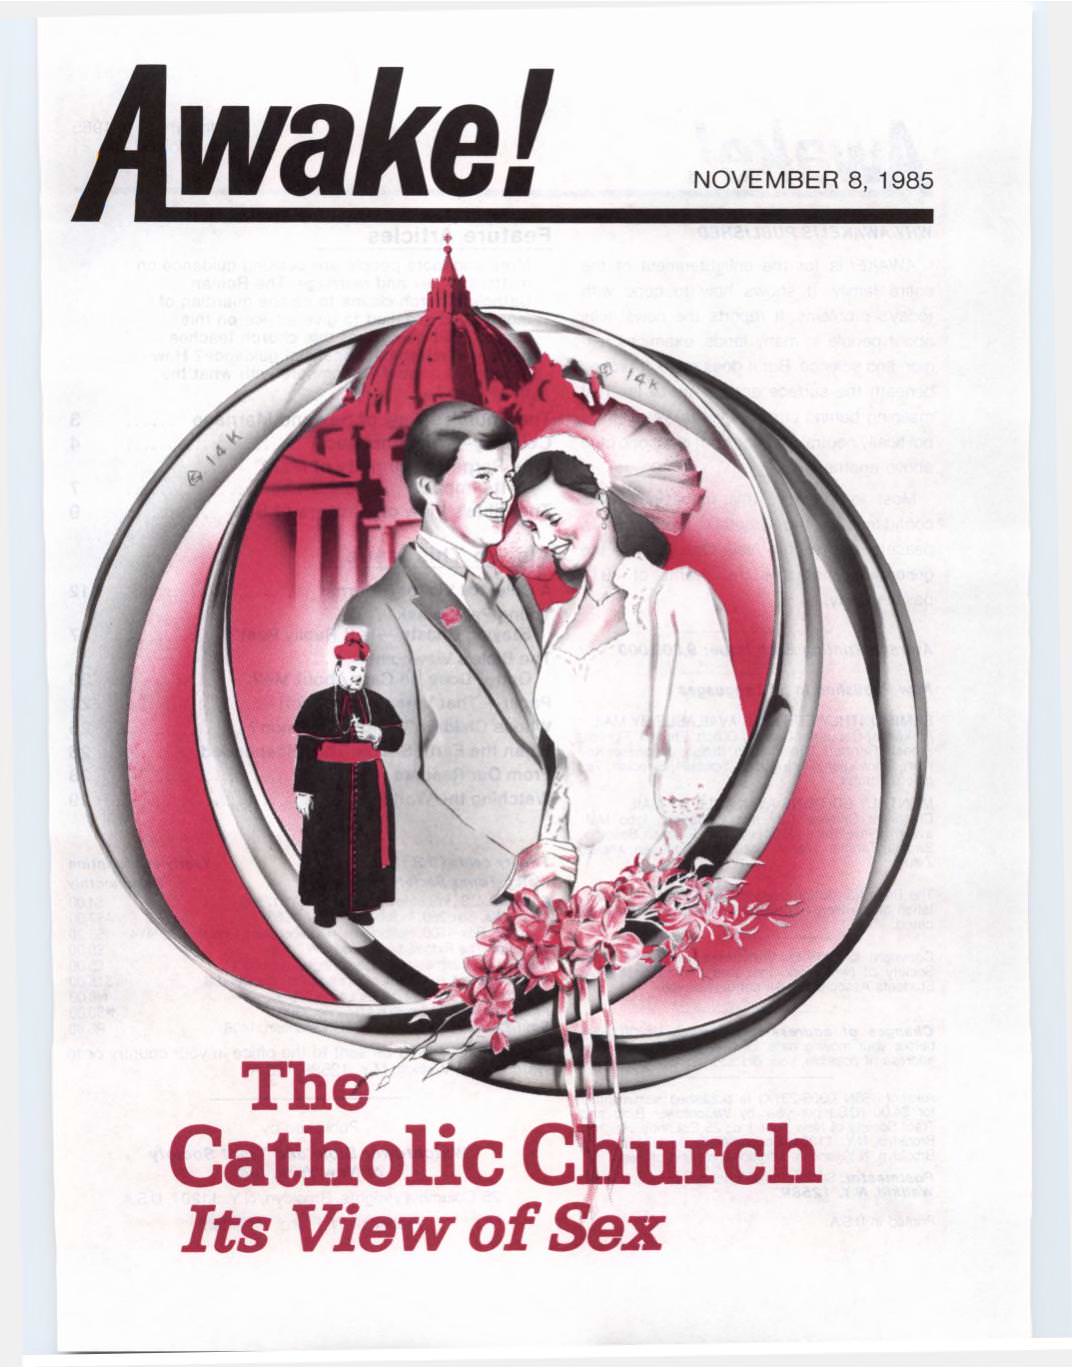 Awake!
NOVEMBER 8, 1985
14K
14K
The
Catholic Church
Its View of Sex